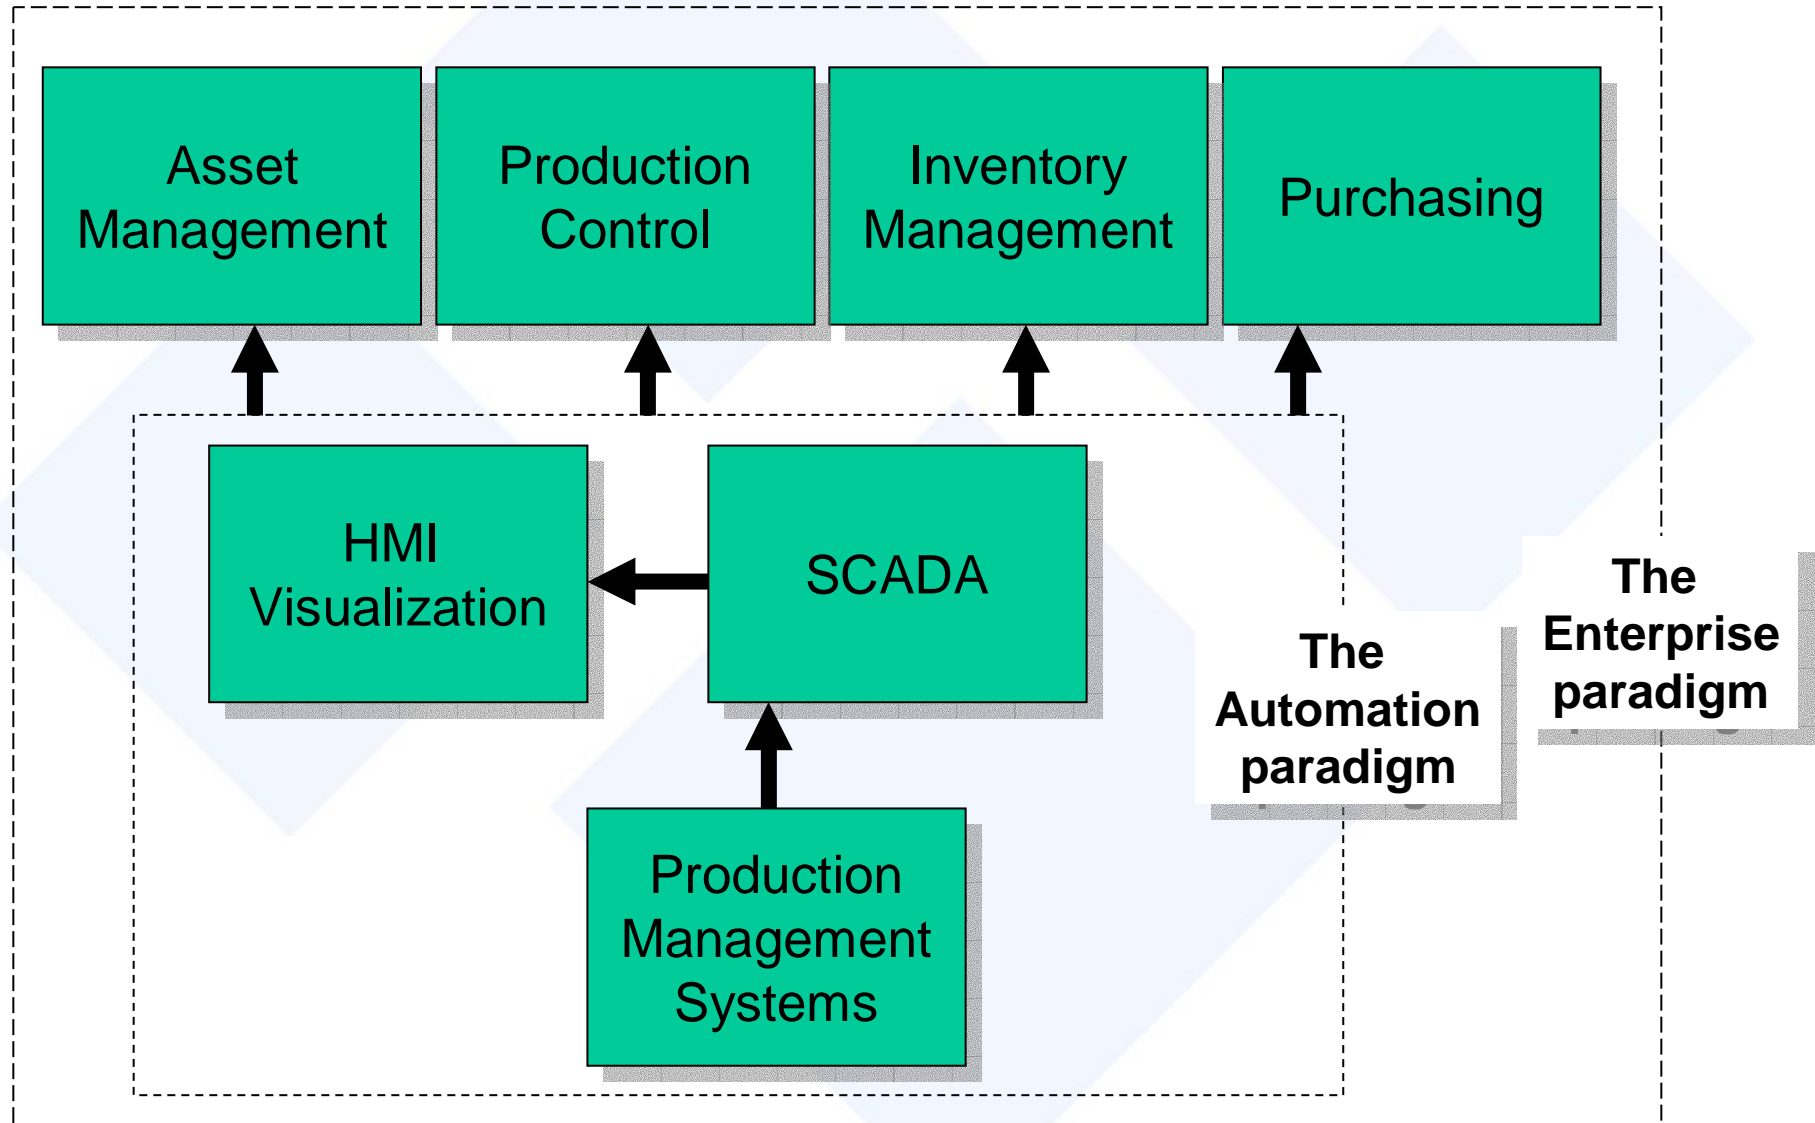 Asset
Management
Production
Control
Inventory
Management
Purchasing
HMI
Visualization
SCADA
The
Enterprise
paradigm
The
Automation
paradigm
Production
Management
Systems